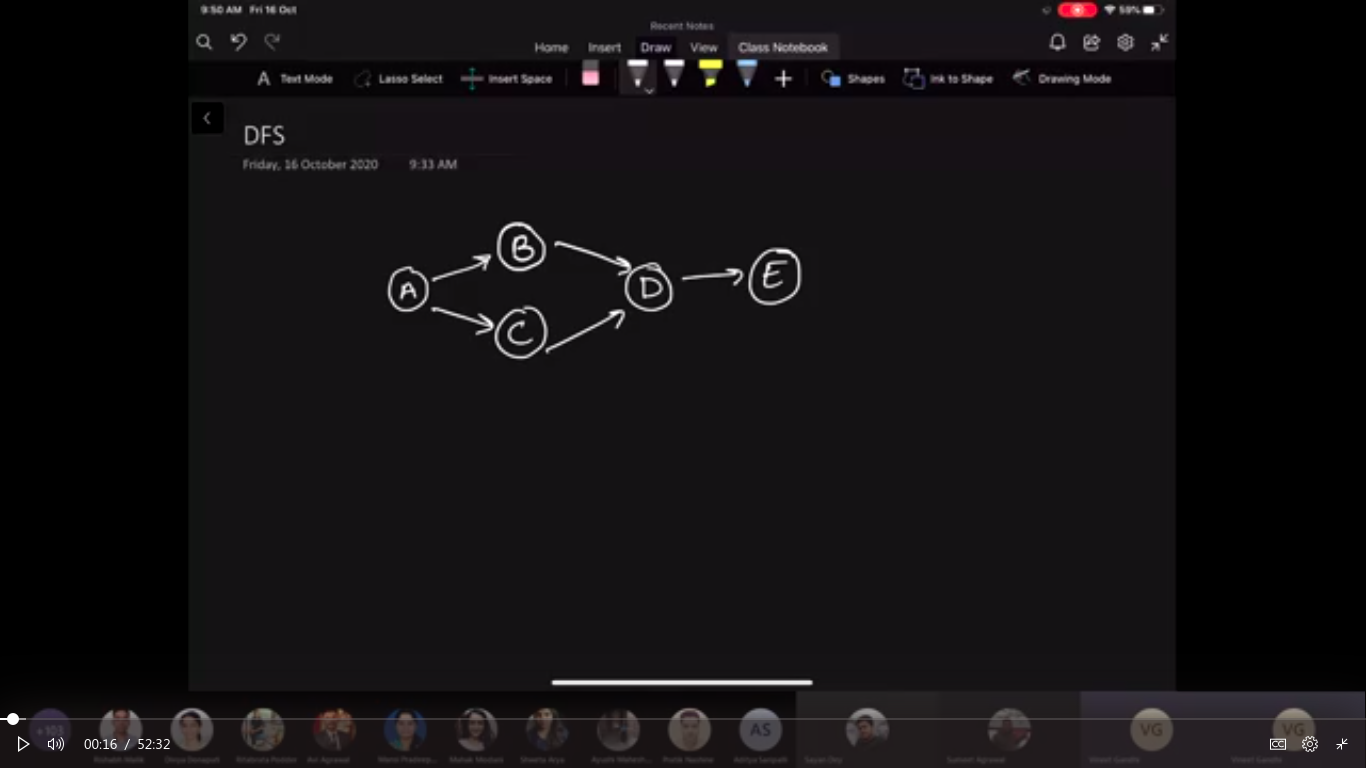 9:50 AM Fri 16 Oct
59%
Recent Notes
Home Insert Draw View Class Notebook
Text Mode Lasso Select Insert Space Shapes Ink to Shape Drawing Mode
DFS
Friday, 16 October 2020 9:33 AM
B
A D E
C
AS VG VG
00:16 / 52:32
CC